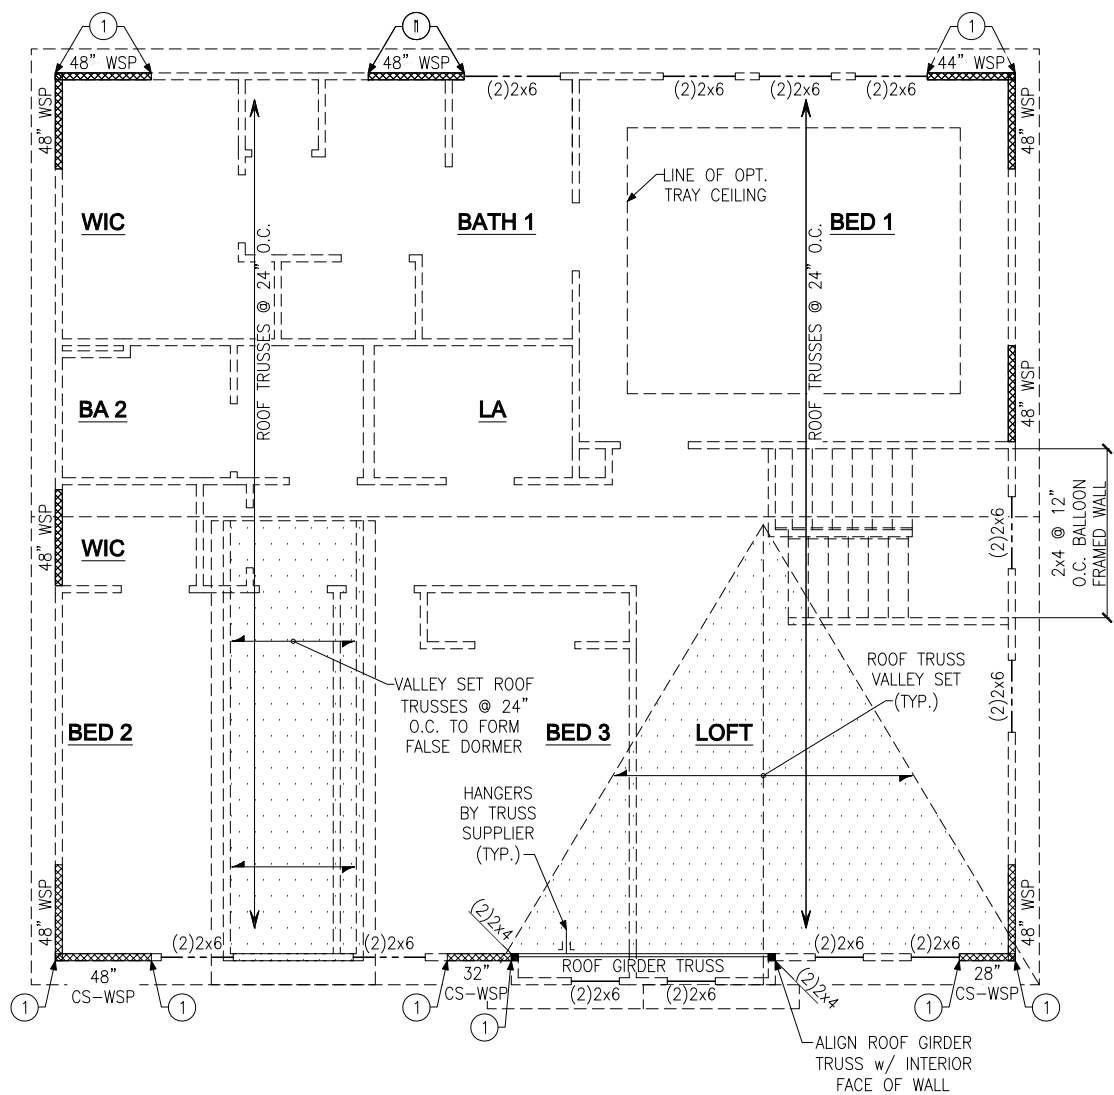 1
1
1
48" WSP
48" WSP
44" WSP
(2)2x6
(2)2x6
(2)2x6
(2)2x6
48" WSP
48" WSP
LINE OF OPT.
TRAY CEILING
WIC
BATH 1
BED 1
ROOF TRUSSES @ 24" O.C.
ROOF TRUSSES @ 24" O.C.
48" WSP
BA 2
LA
2x4 @ 12"
O.C. BALLOON
FRAMED WALL
48" WSP
WIC
(2)2x6
VALLEY SET ROOF
TRUSSES @ 24"
O.C. TO FORM
FALSE DORMER
ROOF TRUSS
VALLEY SET
(TYP.)
(2)2x6
BED 2
BED 3
LOFT
HANGERS
BY TRUSS
SUPPLIER
(TYP.)
48" WSP
48" WSP
(2)2x4
(2)2x6
(2)2x6
(2)2x6
(2)2x6
ROOF GIRDER TRUSS
48"
CS-WSP
32"
CS-WSP
28"
CS-WSP
(2)2x6
(2)2x6
(2)2x4
1
1
1
1
1
1
ALIGN ROOF GIRDER
TRUSS w/ INTERIOR
FACE OF WALL